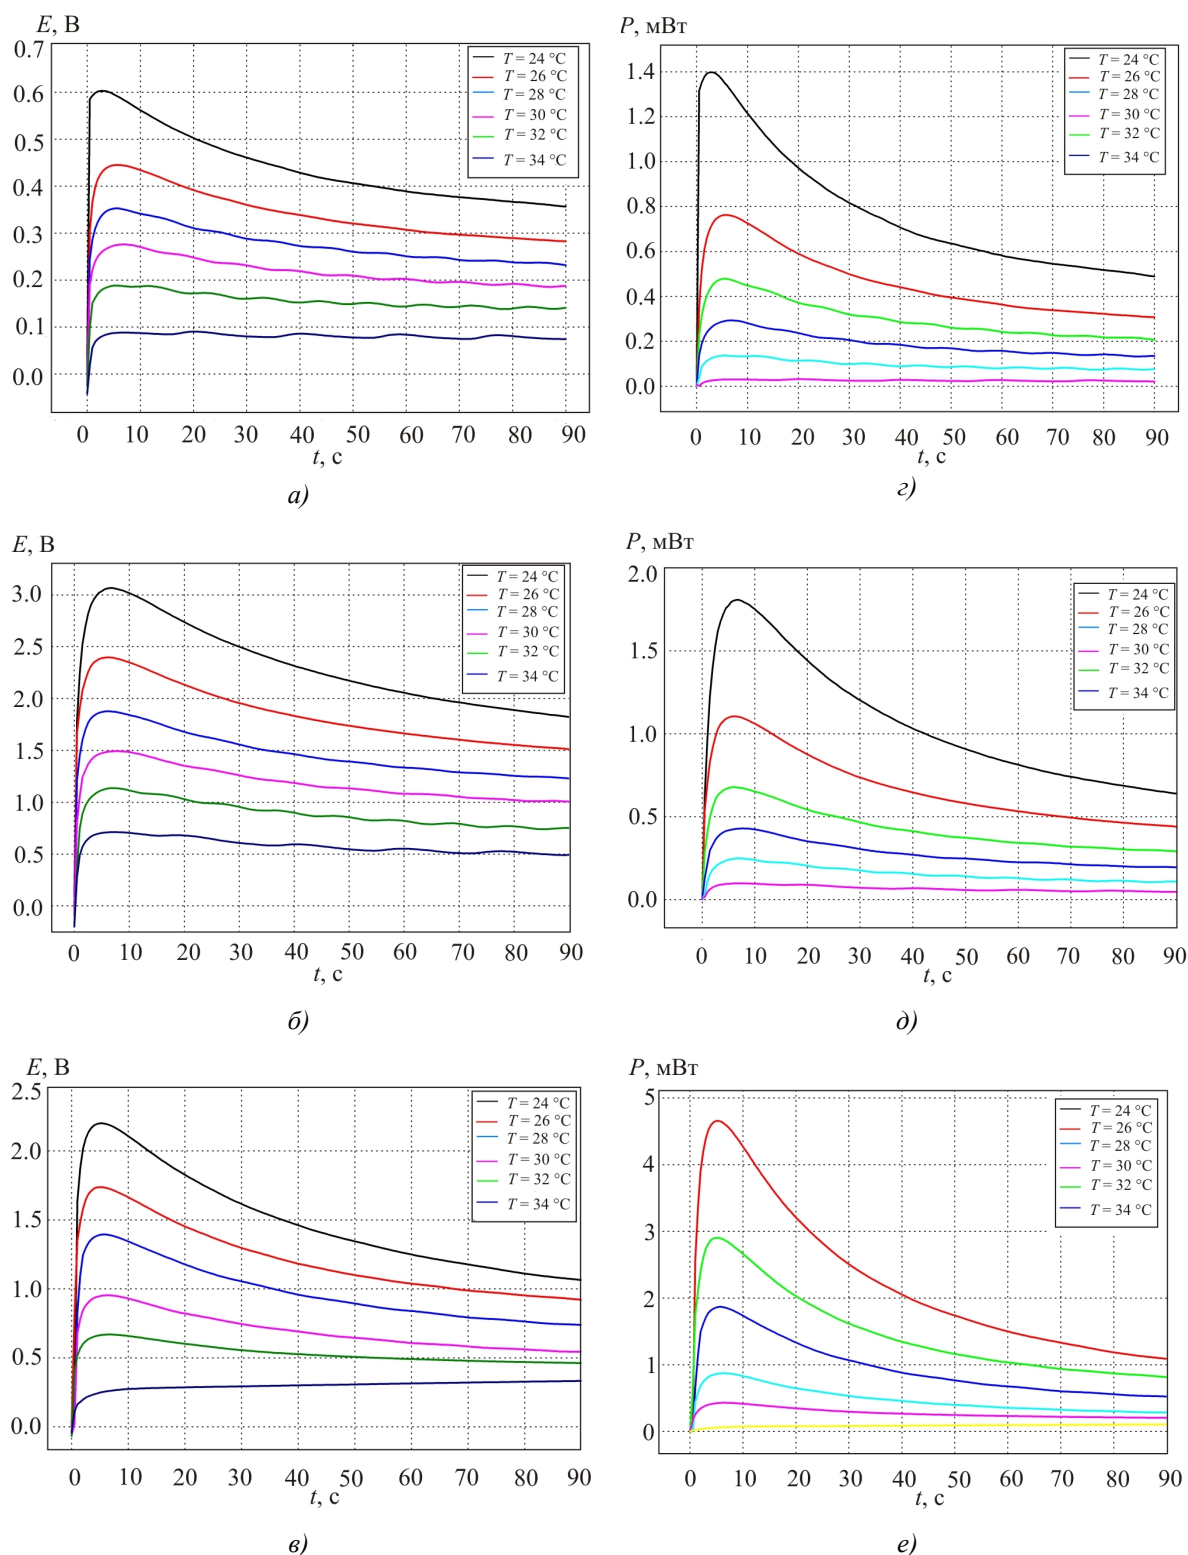 E, В
0.7
0.6
0.5
0.4
0.3
0.2
0.1
0.0
T = 24 °C
T = 26 °C
T = 28 °C
T = 30 °C
T = 32 °C
T = 34 °C
0 10 20 30 40 50 60 70 80 90
t, с
а)
P, мВт
1.4
1.2
1.0
0.8
0.6
0.4
0.2
0.0
T = 24 °C
T = 26 °C
T = 28 °C
T = 30 °C
T = 32 °C
T = 34 °C
0 10 20 30 40 50 60 70 80 90
t, с
г)
E, В
3.0
2.5
2.0
1.5
1.0
0.5
0.0
T = 24 °C
T = 26 °C
T = 28 °C
T = 30 °C
T = 32 °C
T = 34 °C
0 10 20 30 40 50 60 70 80 90
t, с
б)
P, мВт
2.0
1.5
1.0
0.5
0.0
T = 24 °C
T = 26 °C
T = 28 °C
T = 30 °C
T = 32 °C
T = 34 °C
0 10 20 30 40 50 60 70 80 90
t, с
д)
E, В
2.5
2.0
1.5
1.0
0.5
0.0
T = 24 °C
T = 26 °C
T = 28 °C
T = 30 °C
T = 32 °C
T = 34 °C
0 10 20 30 40 50 60 70 80 90
t, с
в)
P, мВт
5
4
3
2
1
0
T = 24 °C
T = 26 °C
T = 28 °C
T = 30 °C
T = 32 °C
T = 34 °C
0 10 20 30 40 50 60 70 80 90
t, с
е)